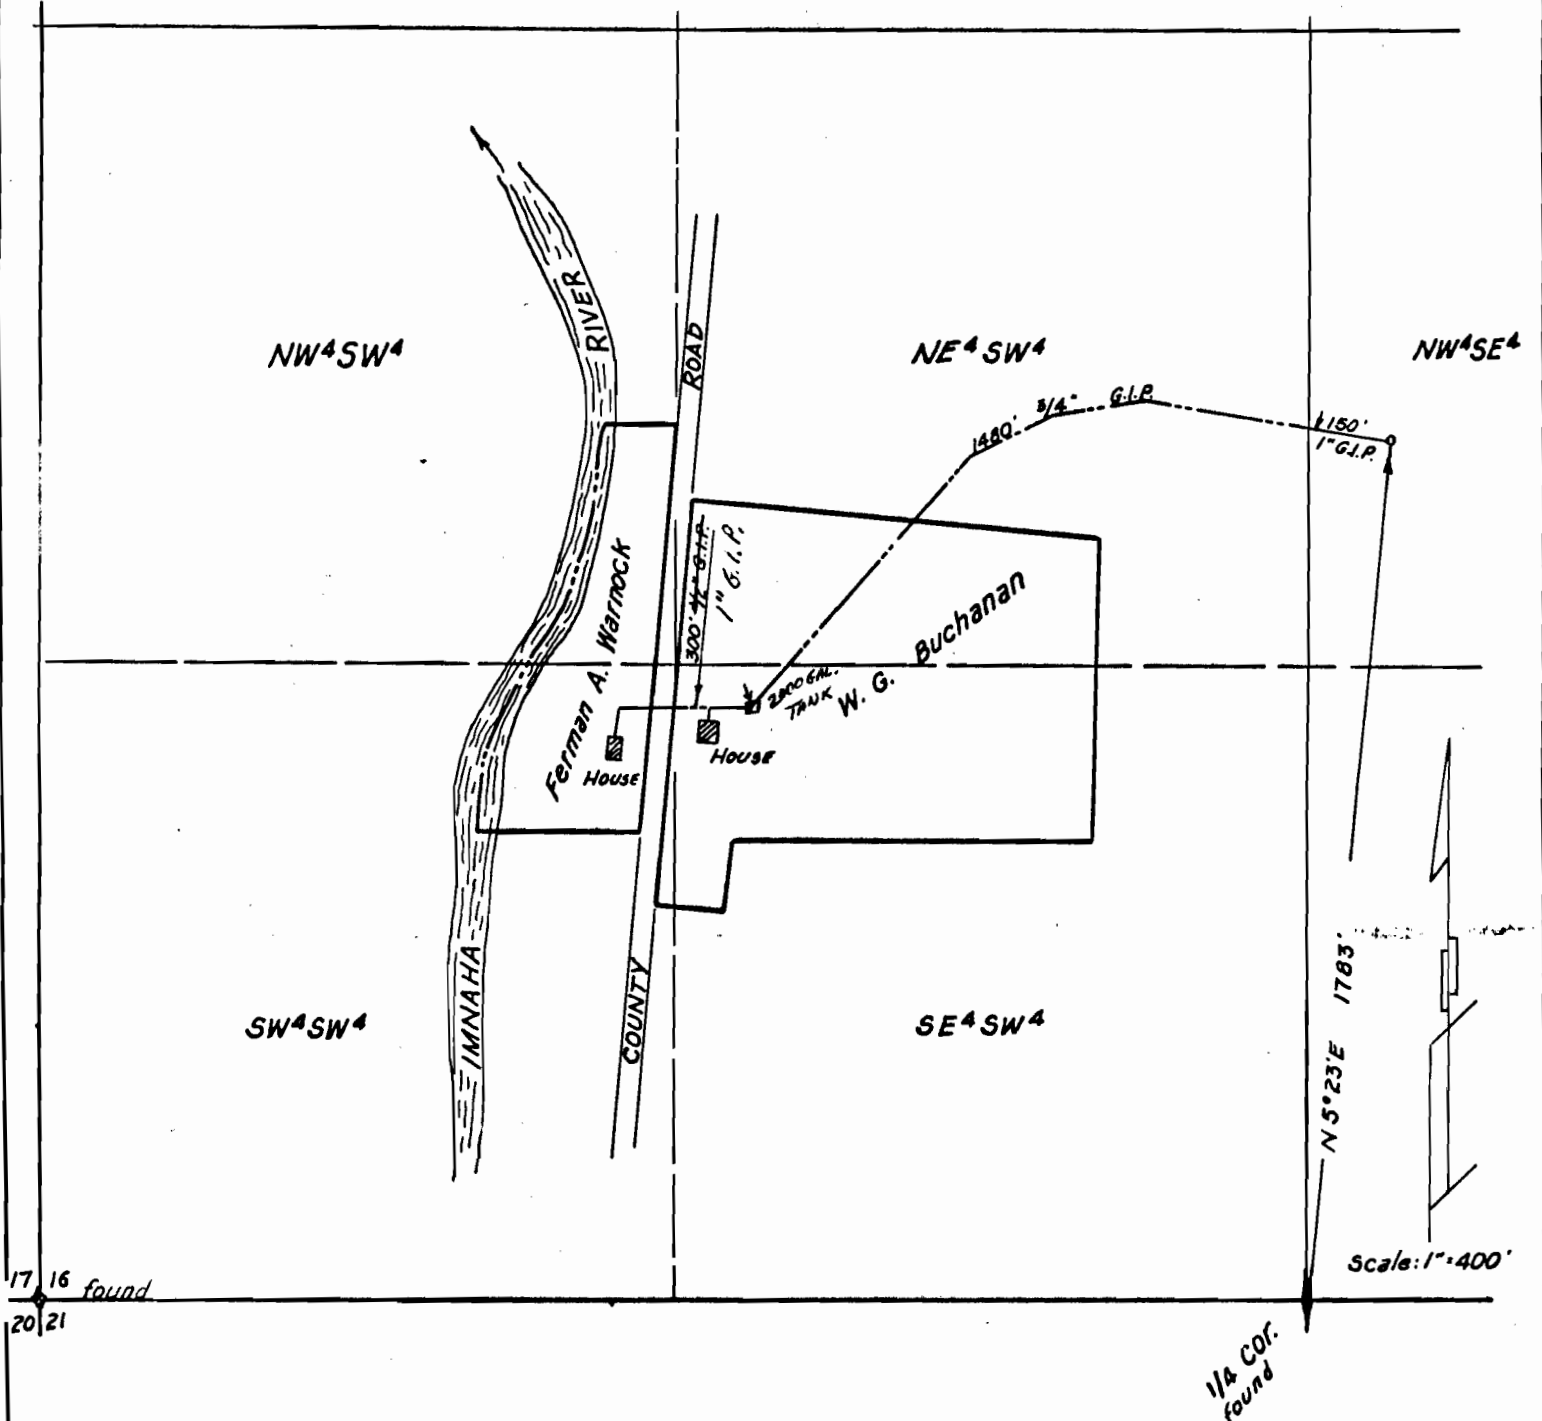 RIVER
ROAD
NW⁴SW⁴
NE⁴SW⁴
NW⁴SE⁴
1480'
3/4"
G.I.P.
150'
1" G.I.P.
300'
G.I.P.
1" G.I.P.
Ferman A. Warnock
W. G. Buchanan
2000 GAL.
TANK
HOUSE
HOUSE
IMNAHA
COUNTY
SW⁴SW⁴
SE⁴SW⁴
N 5°23'E 1783'
Scale: 1"=400'
17 16 found
20 21
1/4 Cor.
found